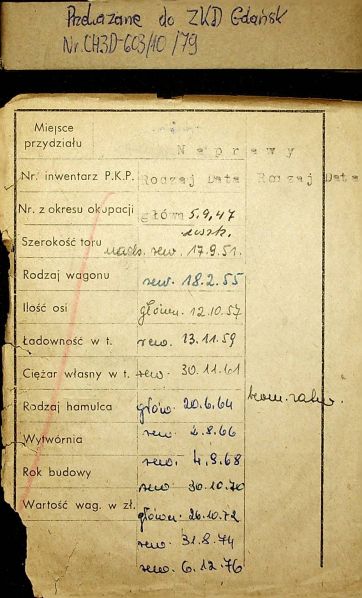 Przekazane do ZKD Gdańsk
Nr. CH3D-603/10/79
Miejsce przydziału
Naprawy
Nr. inwentarz P.K.P. Rodzaj Data Rodzaj Data
Nr. z okresu okupacji główn 5.9.47
Szerokość toru nadz. rew. 17.9.51.
Rodzaj wagonu rew. 18.2.55
Ilość osi główn. 12.10.57
Ładowność w t. rew. 13.11.59
Ciężar własny w t. rew. 30.11.61
Rodzaj hamulca główn. 20.6.64
Wytwórnia rew 2.8.66
rew. 4.9.68
Rok budowy rew 30.10.70
Wartość wag. w zł. główn. 26.10.72
rew. 31.8.74
rew. 6.12.76